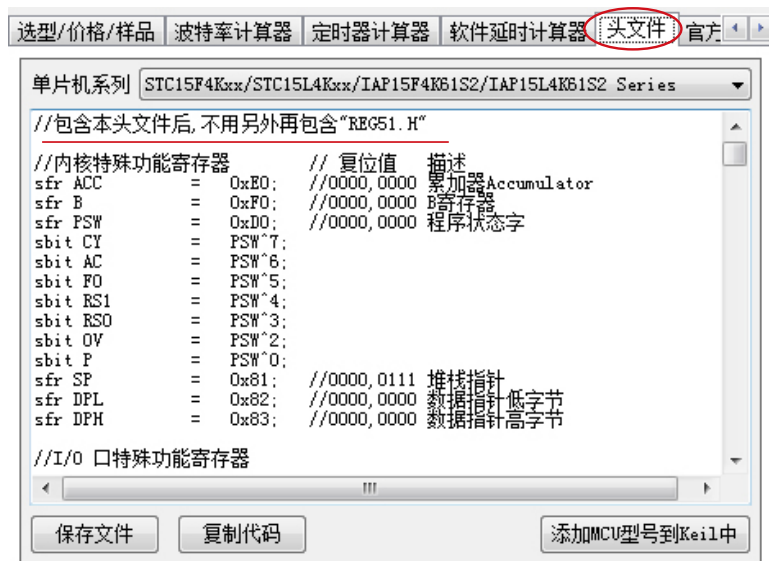 选型/价格/样品 波特率计算器 定时器计算器 软件延时计算器 头文件 官方
单片机系列 STC15F4Kxx/STC15L4Kxx/IAP15F4K61S2/IAP15L4K61S2 Series
//包含本头文件后,不用另外再包含"REG51.H"
//内核特殊功能寄存器 // 复位值 描述
sfr ACC = 0xE0; //0000,0000 累加器Accumulator
sfr B = 0xF0; //0000,0000 B寄存器
sfr PSW = 0xD0; //0000,0000 程序状态字
sbit CY = PSW^7;
sbit AC = PSW^6;
sbit F0 = PSW^5;
sbit RS1 = PSW^4;
sbit RS0 = PSW^3;
sbit OV = PSW^2;
sbit P = PSW^0;
sfr SP = 0x81; //0000,0111 堆栈指针
sfr DPL = 0x82; //0000,0000 数据指针低字节
sfr DPH = 0x83; //0000,0000 数据指针高字节
//I/O 口特殊功能寄存器
保存文件 复制代码 添加MCU型号到Keil中